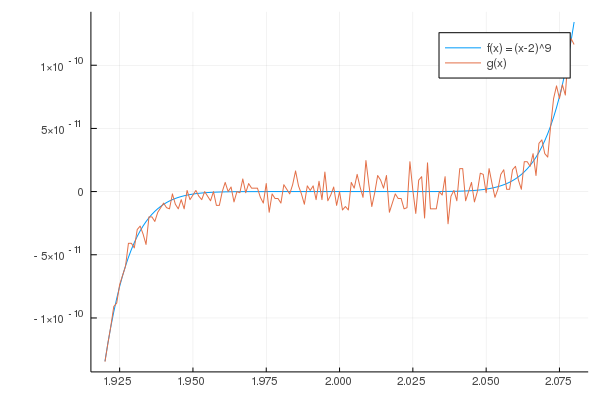 f(x) = (x-2)^9
g(x)
1×10 - 10
5×10 - 11
0
- 5×10 - 11
- 1×10 - 10
1.925 1.950 1.975 2.000 2.025 2.050 2.075